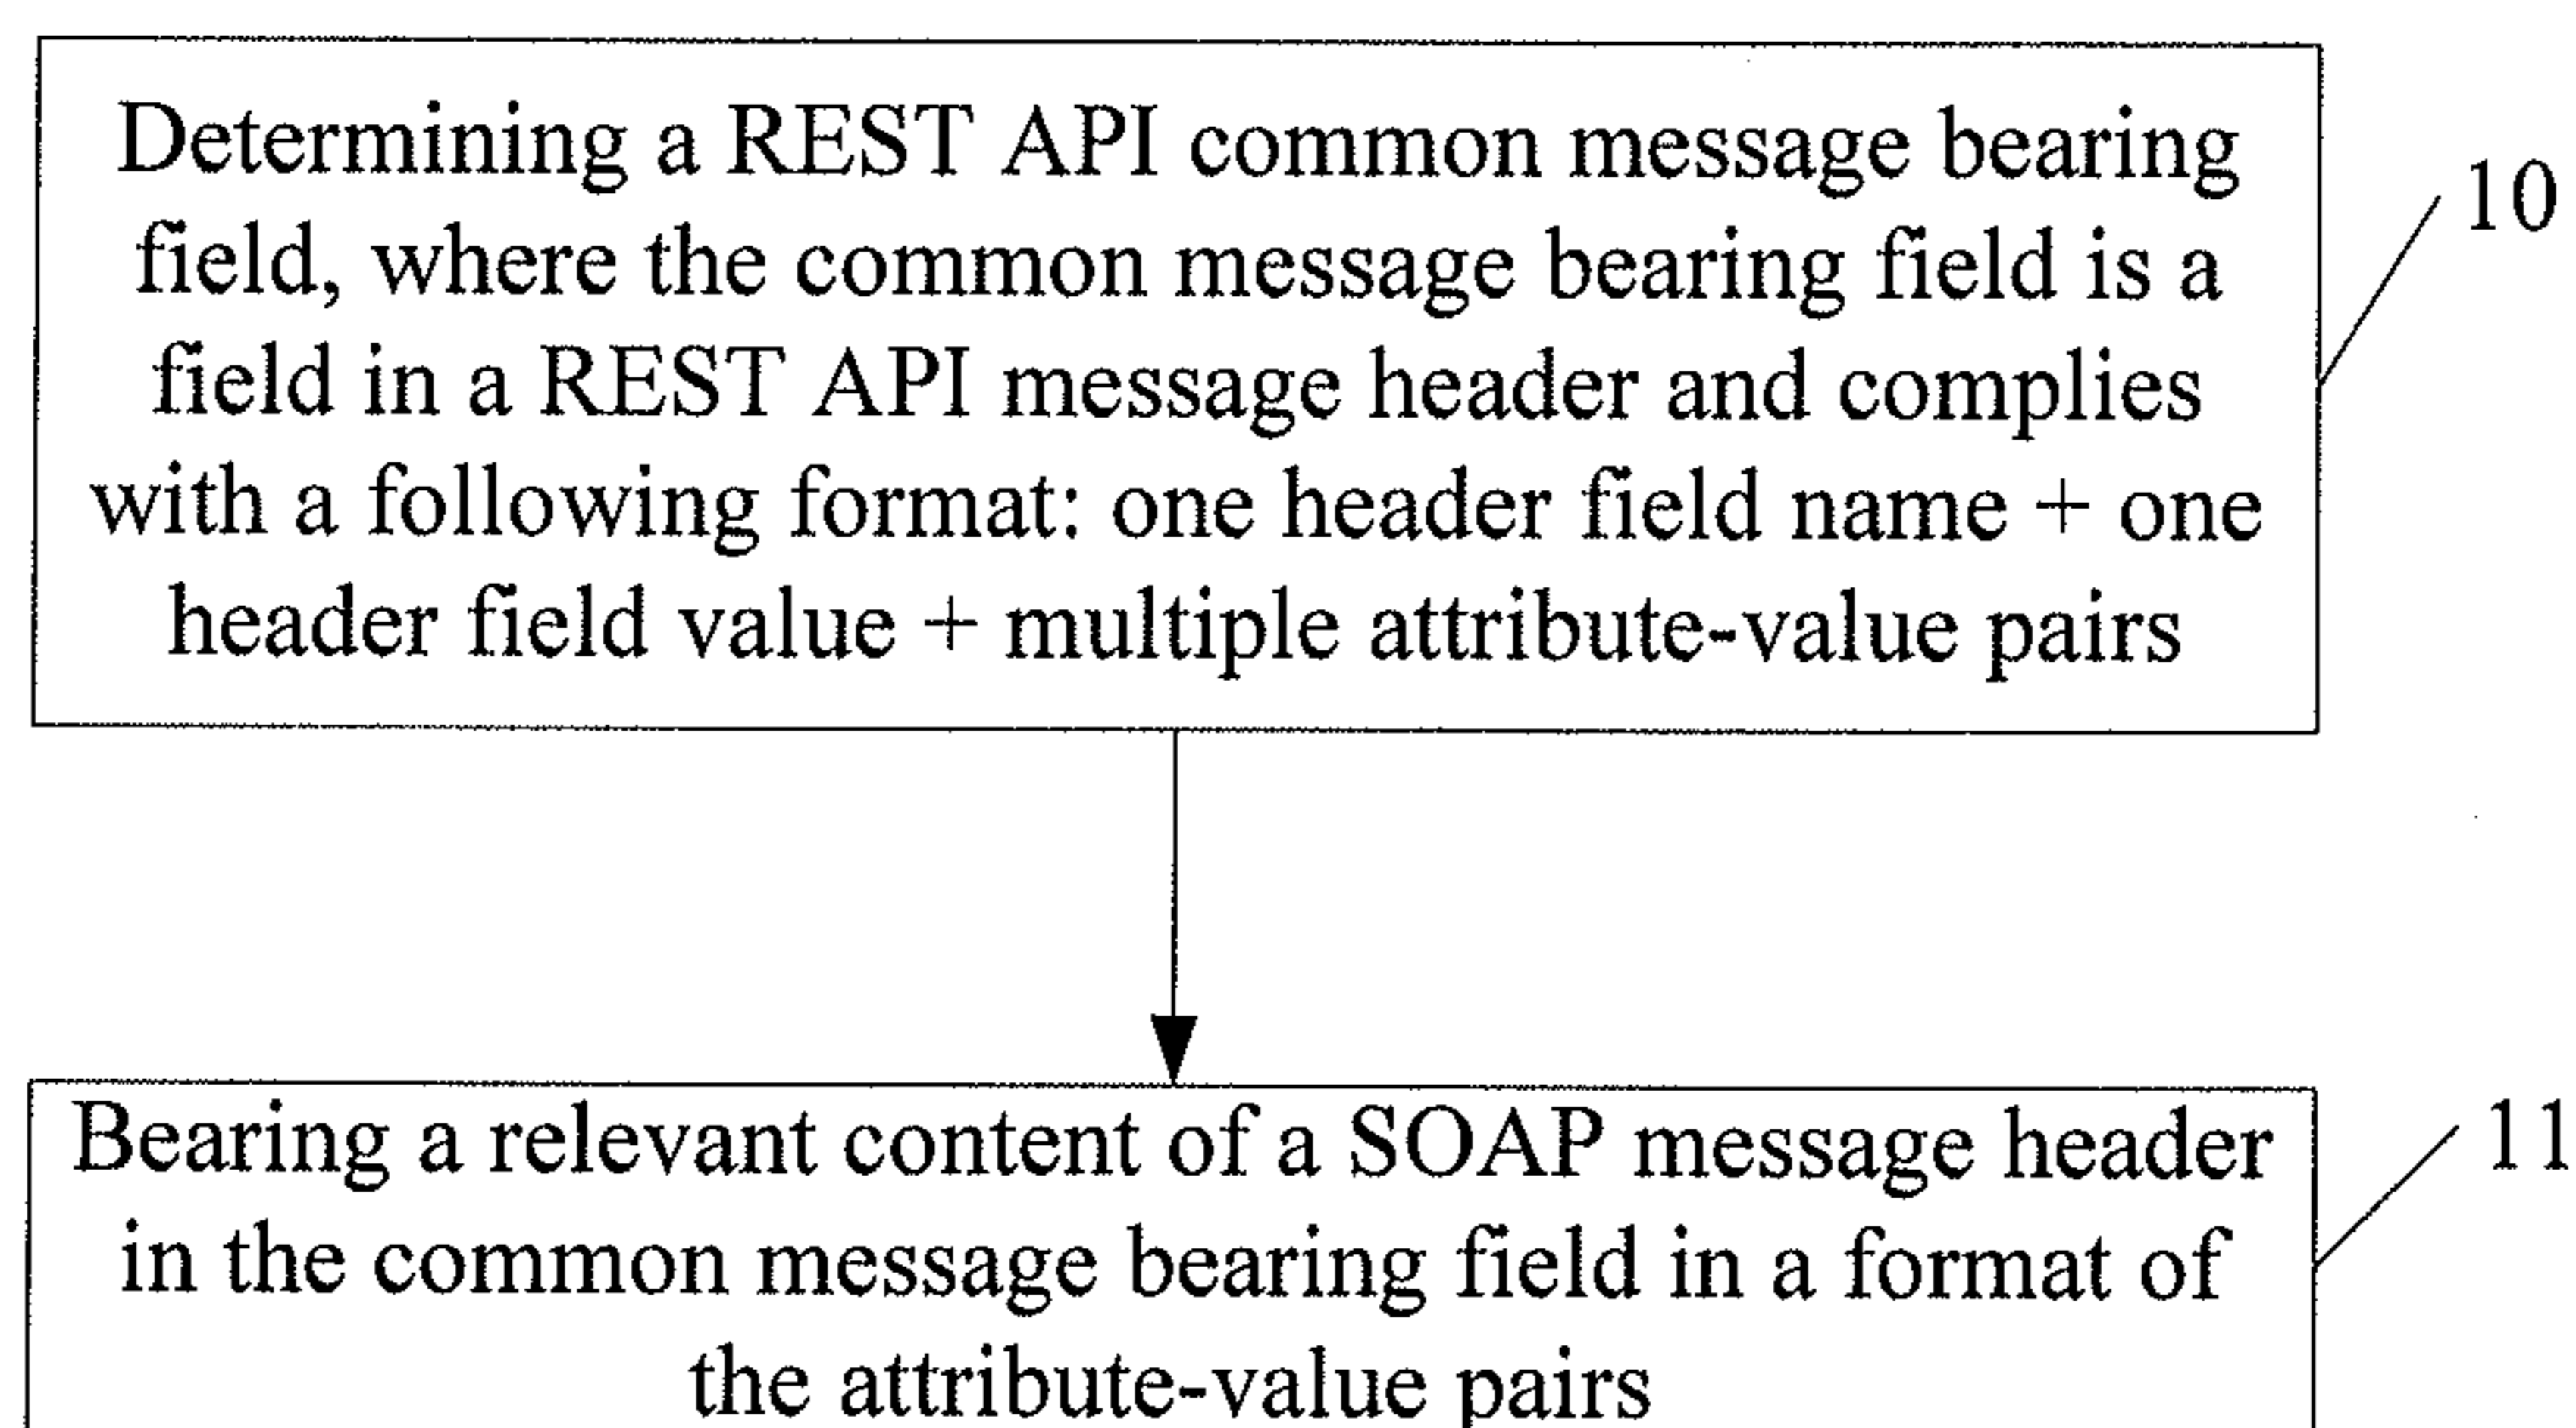 Determining a REST API common message bearing
field, where the common message bearing field is a
field in a REST API message header and complies
with a following format: one header field name + one
header field value + multiple attribute-value pairs
10
Bearing a relevant content of a SOAP message header
in the common message bearing field in a format of
the attribute-value pairs
11